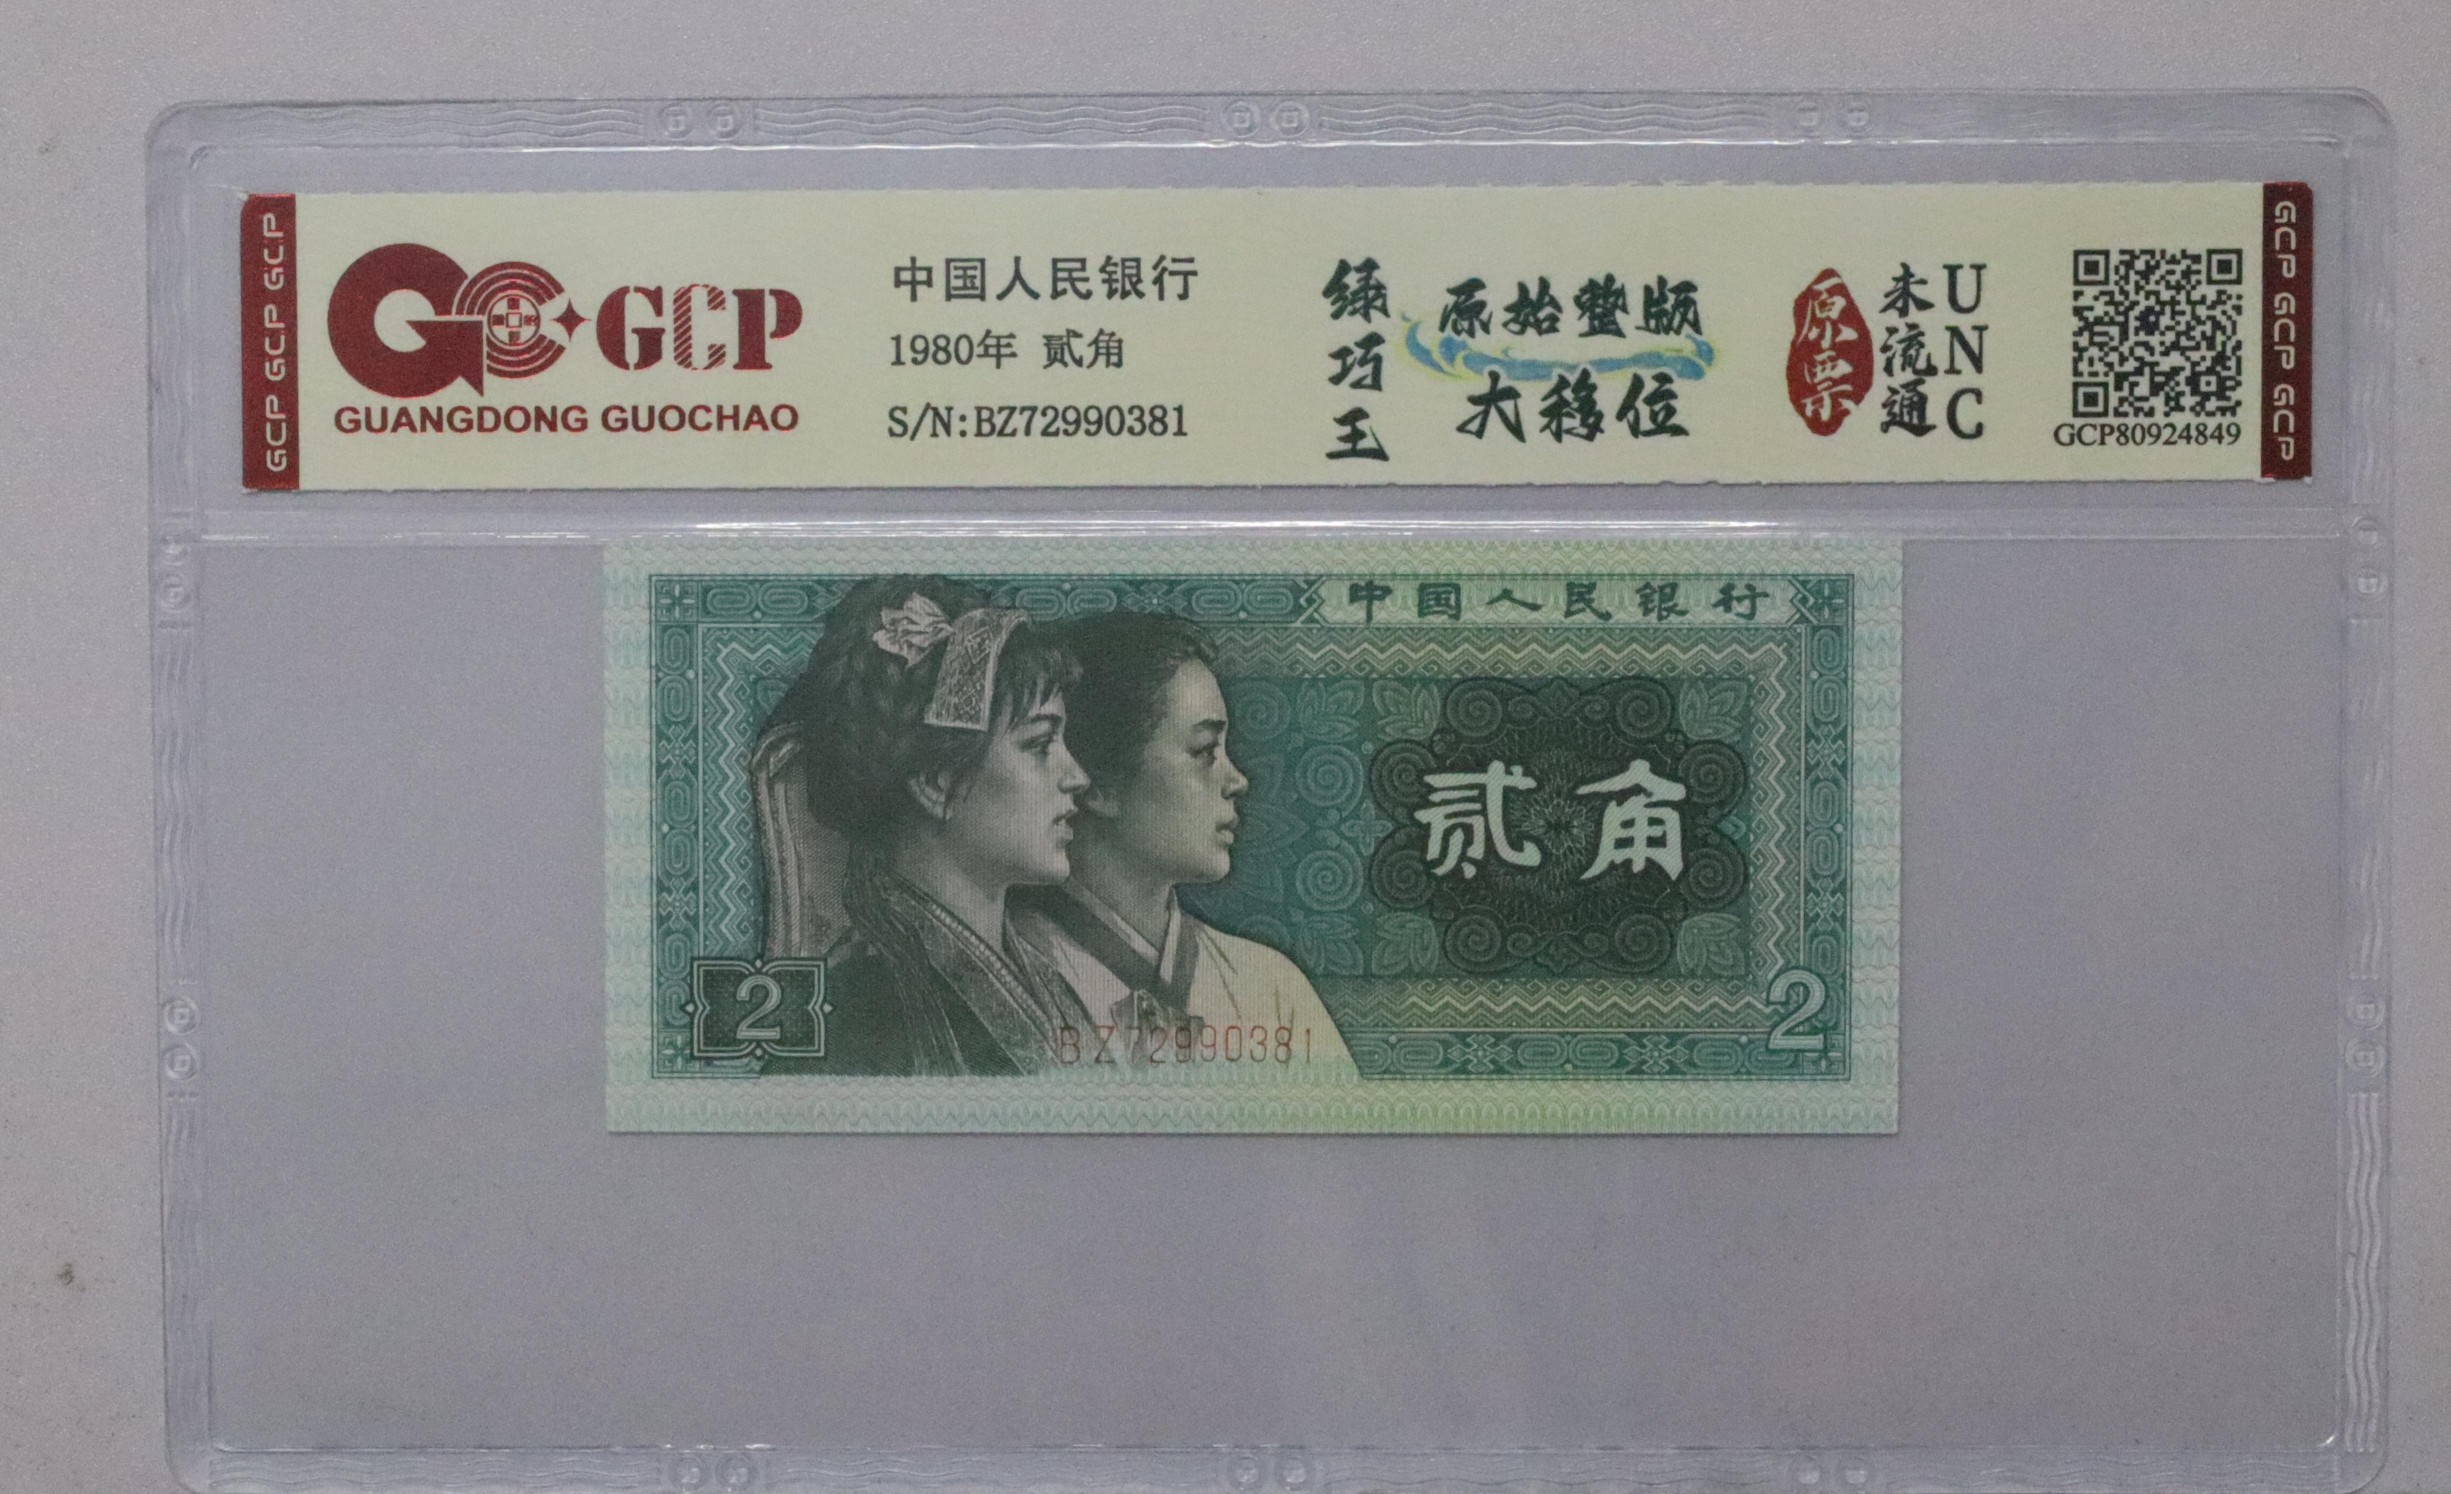 GCP GCP GCP
GCP
GUANGDONG GUOCHAO
中国人民银行
1980年 贰角
S/N:BZ72990381
绿巧王
原始整版
大移位
原票
未流通
UNC
GCP80924849
GCP GCP GCP
中国人民银行
贰角
2
BZ72990381
2